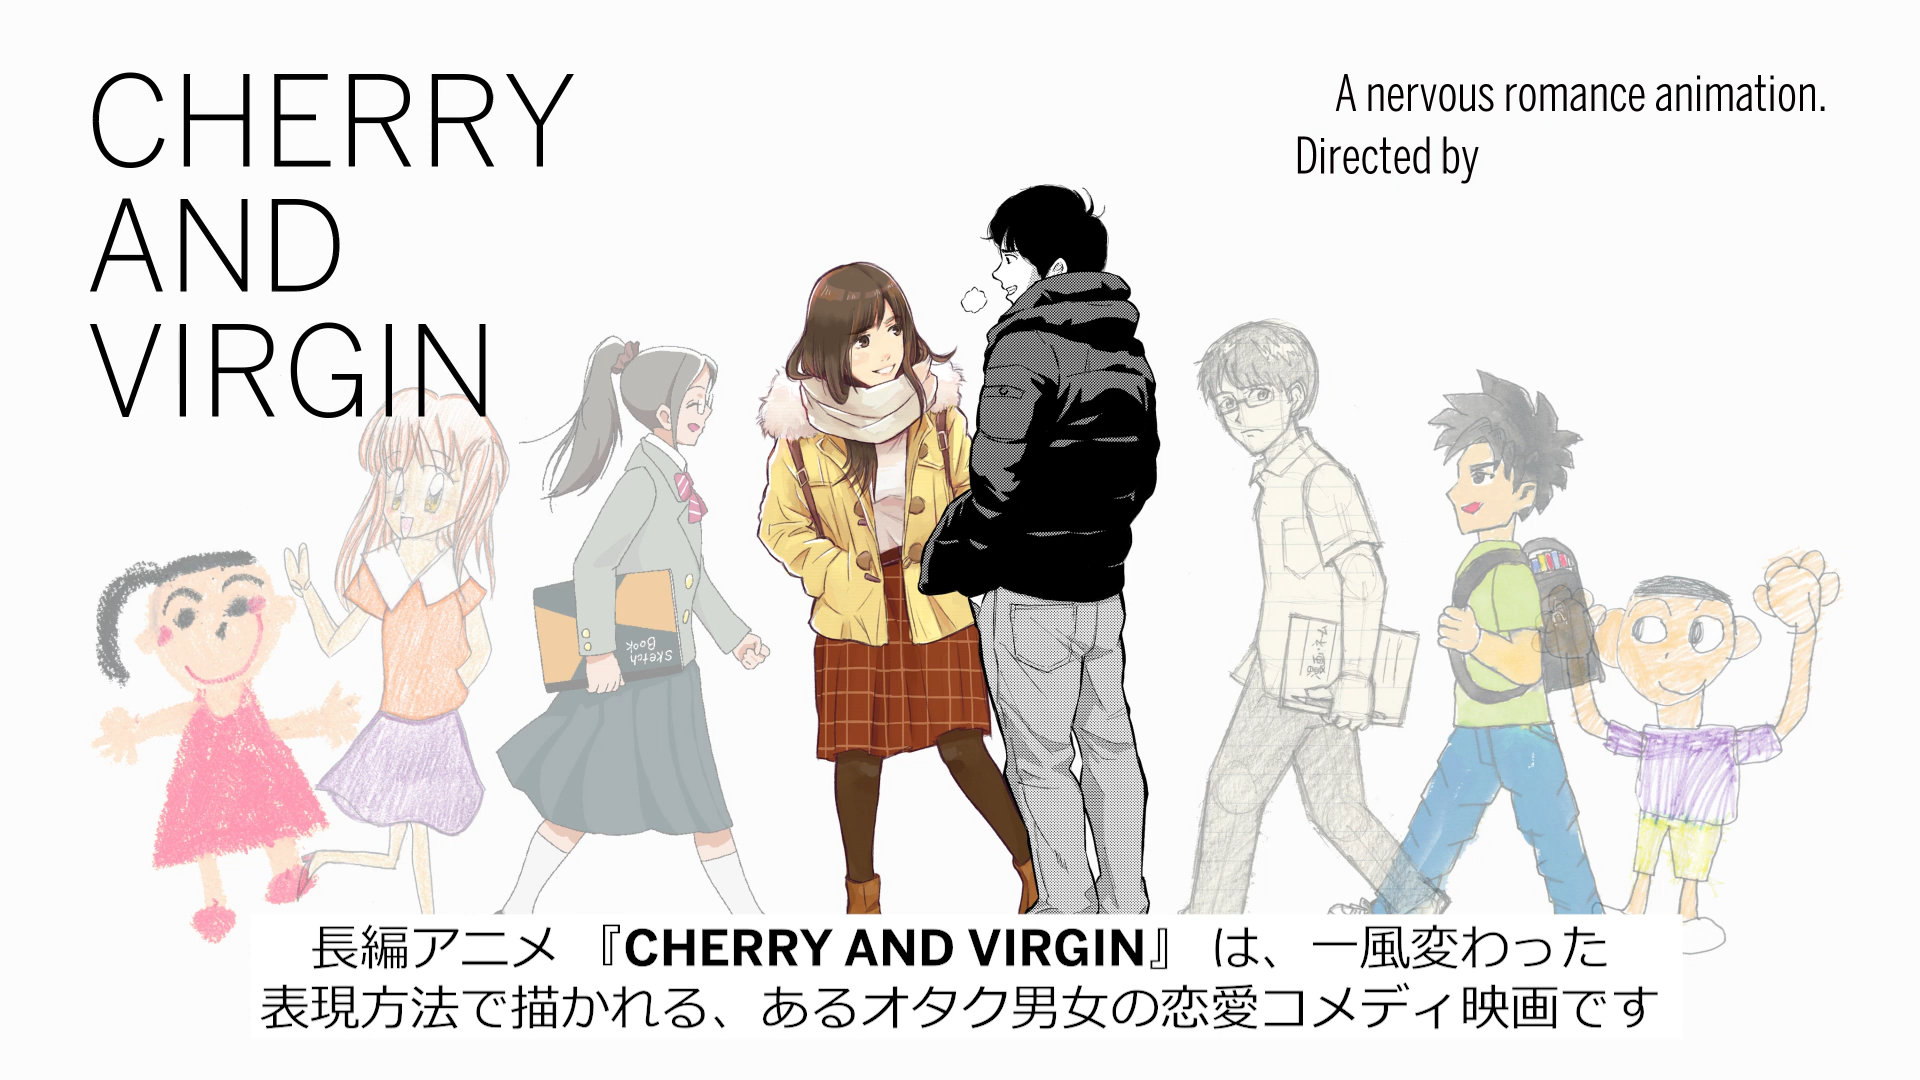 CHERRY
AND
VIRGIN
A nervous romance animation.
Directed by
Sketch
Book
長編アニメ 『CHERRY AND VIRGIN』 は、一風変わった
表現方法で描かれる、あるオタク男女の恋愛コメディ映画です